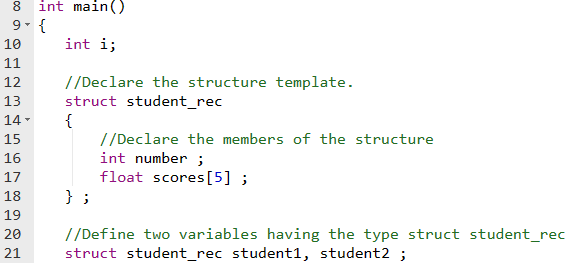 8 int main()
9 {
10 int i;
11
12 //Declare the structure template.
13 struct student_rec
14 {
15 //Declare the members of the structure
16 int number ;
17 float scores[5] ;
18 } ;
19
20 //Define two variables having the type struct student_rec
21 struct student_rec student1, student2 ;